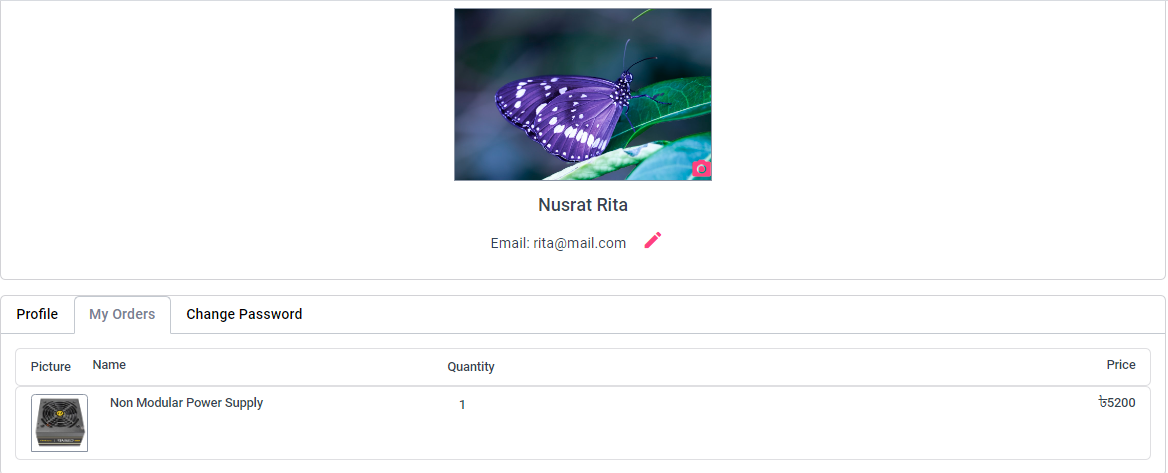 Nusrat Rita
Email: rita@mail.com
Profile My Orders Change Password
Picture Name Quantity Price
Non Modular Power Supply 1 ৳5200